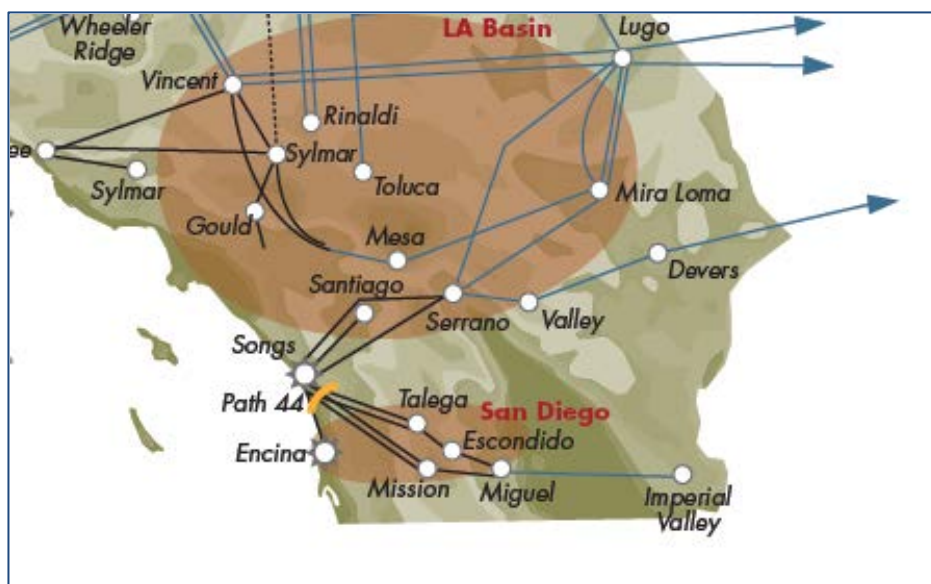 Wheeler
Ridge
LA Basin
Lugo
Vincent
Rinaldi
ee
Sylmar
Sylmar
Toluca
Mira Loma
Gould
Mesa
Devers
Santiago
Serrano
Valley
Songs
Path 44
Talega
San Diego
Escondido
Encina
Mission
Miguel
Imperial
Valley